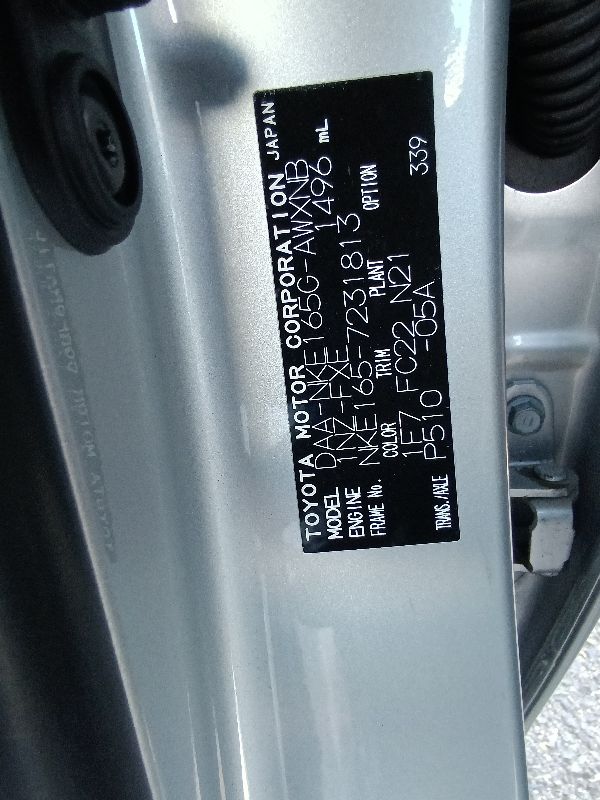 TOYOTA MOTOR CORPORATION JAPAN
MODEL DAA-NKE165G-AWXNB
ENGINE 1NZ-FXE 1496 mL
FRAME No. NKE165-7231813
COLOR TRIM PLANT OPTION
1E7 FC22 N21
TRANS./AXLE P510 -05A 339